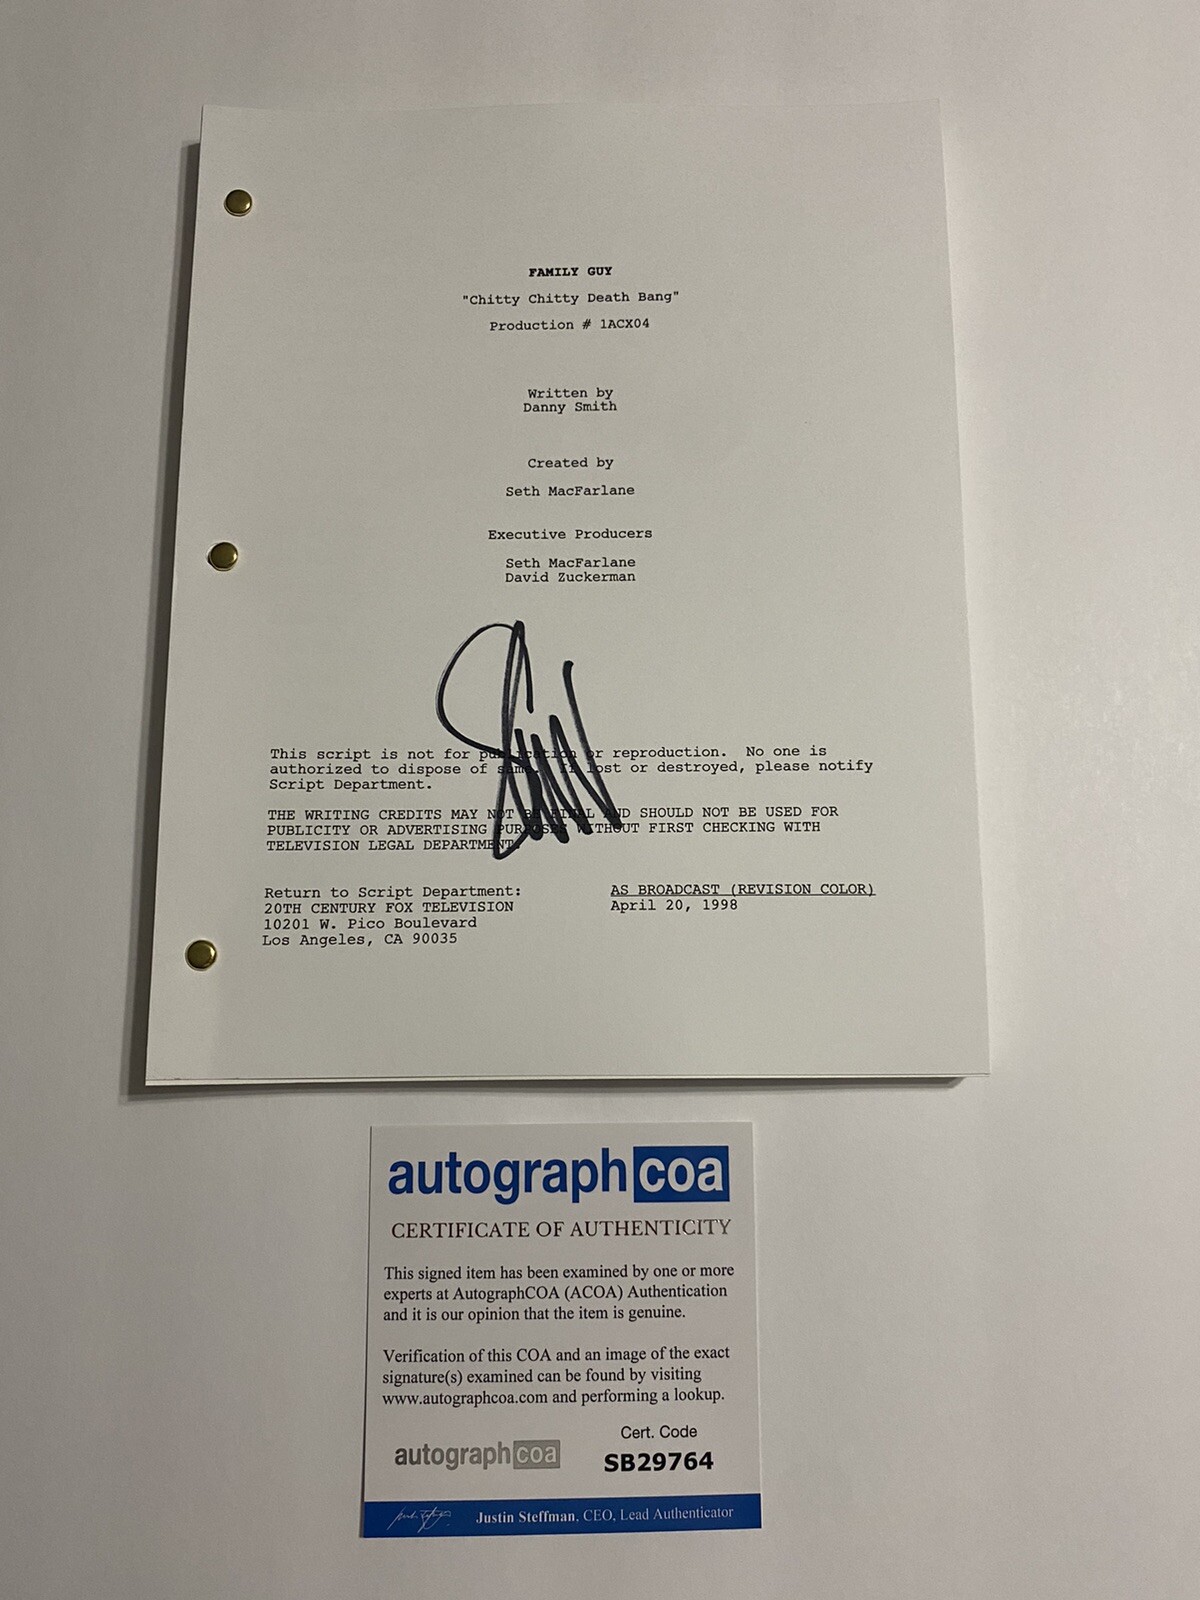 FAMILY GUY
"Chitty Chitty Death Bang"
Production # 1ACX04
Written by
Danny Smith
Created by
Seth MacFarlane
Executive Producers
Seth MacFarlane
David Zuckerman
This script is not for publication or reproduction. No one is
authorized to dispose of same. If lost or destroyed, please notify
Script Department.
THE WRITING CREDITS MAY NOT BE FINAL AND SHOULD NOT BE USED FOR
PUBLICITY OR ADVERTISING PURPOSES WITHOUT FIRST CHECKING WITH
TELEVISION LEGAL DEPARTMENT.
Return to Script Department:
20TH CENTURY FOX TELEVISION
10201 W. Pico Boulevard
Los Angeles, CA 90035
AS BROADCAST (REVISION COLOR)
April 20, 1998
autographcoa
CERTIFICATE OF AUTHENTICITY
This signed item has been examined by one or more
experts at AutographCOA (ACOA) Authentication
and it is our opinion that the item is genuine.
Verification of this COA and an image of the exact
signature(s) examined can be found by visiting
www.autographcoa.com and performing a lookup.
autographcoa
Cert. Code
SB29764
Justin Steffman, CEO, Lead Authenticator